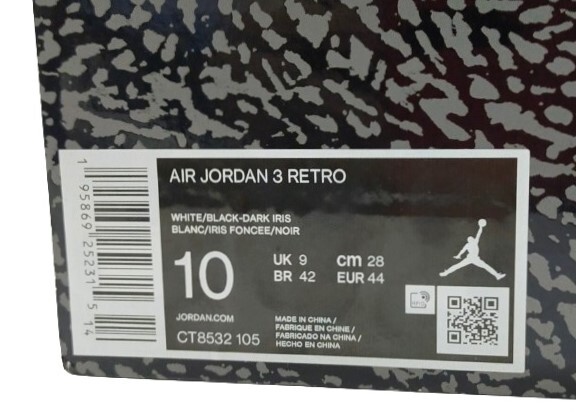 AIR JORDAN 3 RETRO
WHITE/BLACK-DARK IRIS
BLANC/IRIS FONCEE/NOIR
10
UK 9 cm 28
BR 42 EUR 44
JORDAN.COM
CT8532 105
MADE IN CHINA /
FABRIQUE EN CHINE /
FABRICADO NA CHINA /
HECHO EN CHINA
1 95869 25231 5 14